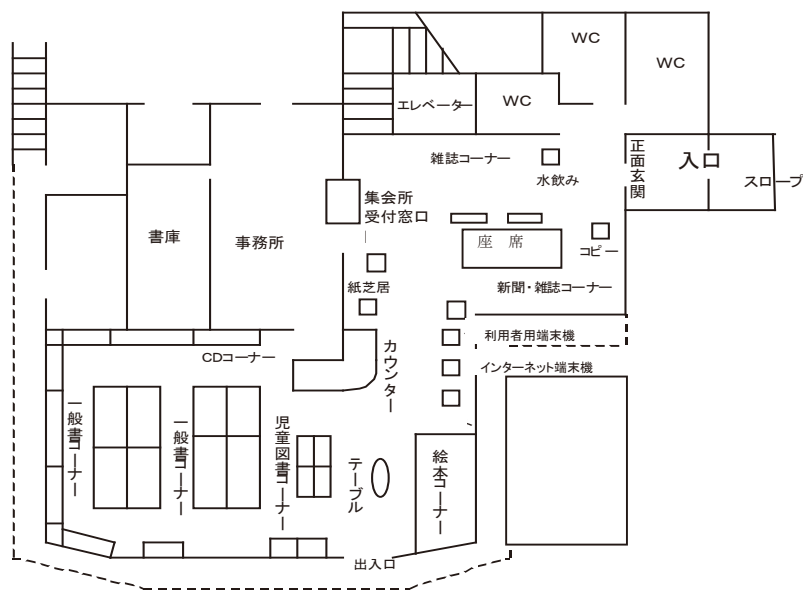 WC
WC
エレベーター
WC
雑誌コーナー
水飲み
正面玄関
入口
スロープ
集会所
受付窓口
書庫
事務所
座 席
コピー
紙芝居
新聞・雑誌コーナー
利用者用端末機
カウンター
CDコーナー
インターネット端末機
一般書コーナー
一般書コーナー
児童図書コーナー
テーブル
絵本コーナー
出入口